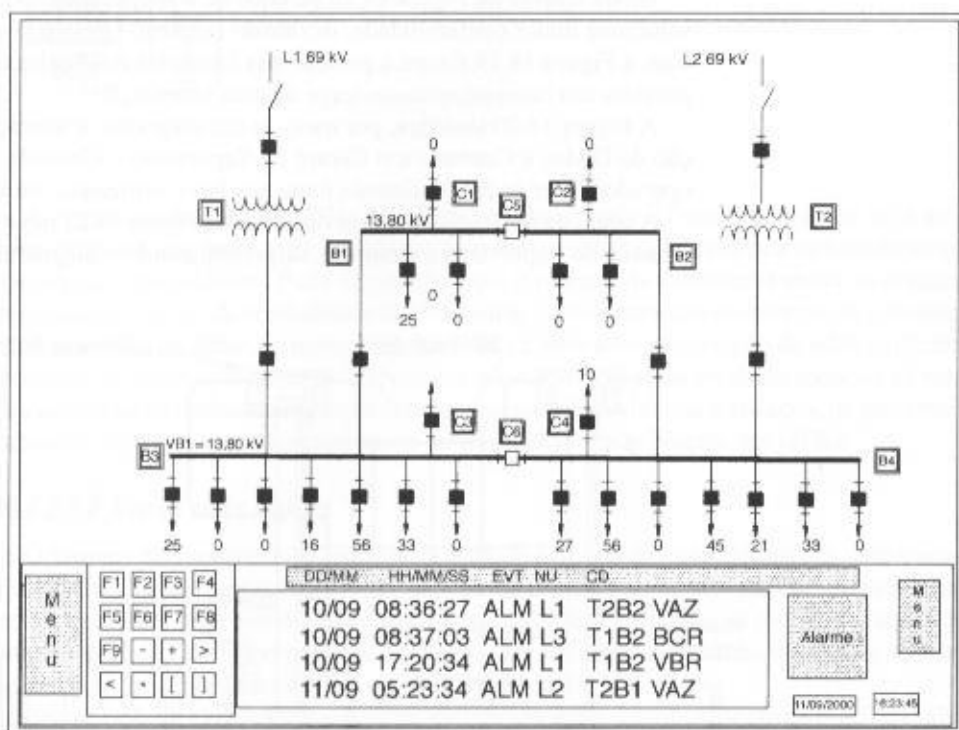 L1 69 kV
L2 69 kV
0
0
T1
C1
C5
C2
T2
13,80 kV
B1
B2
0
25
0
0
0
10
C3
C6
C4
B3
VB1 = 13,80 kV
B4
25 0 0 16 56 33 0 27 56 0 45 21 33 0
DD/MM HH/MM/SS EVT NU CD
Menu
F1 F2 F3 F4
F5 F6 F7 F8
F9 - + >
< * [ ]
10/09 08:36:27 ALM L1 T2B2 VAZ
10/09 08:37:03 ALM L3 T1B2 BCR
10/09 17:20:34 ALM L1 T1B2 VBR
11/09 05:23:34 ALM L2 T2B1 VAZ
Alarme
Menu
11/09/2000
16:23:45